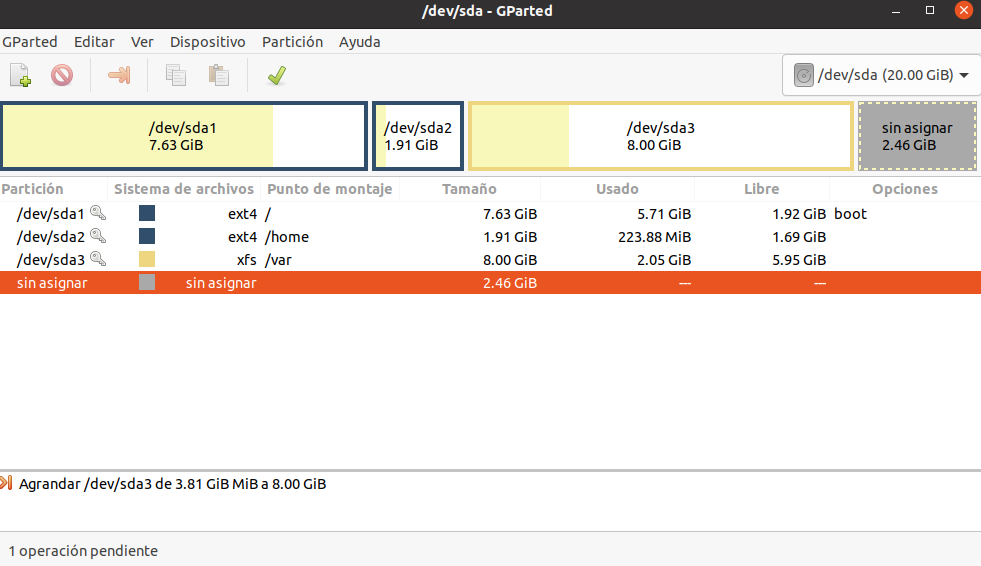 /dev/sda - GParted
GParted Editar Ver Dispositivo Partición Ayuda
/dev/sda (20.00 GiB)
/dev/sda1
7.63 GiB
/dev/sda2
1.91 GiB
/dev/sda3
8.00 GiB
sin asignar
2.46 GiB
Partición Sistema de archivos Punto de montaje Tamaño Usado Libre Opciones
/dev/sda1 ext4 / 7.63 GiB 5.71 GiB 1.92 GiB boot
/dev/sda2 ext4 /home 1.91 GiB 223.88 MiB 1.69 GiB
/dev/sda3 xfs /var 8.00 GiB 2.05 GiB 5.95 GiB
sin asignar sin asignar 2.46 GiB --- ---
Agrandar /dev/sda3 de 3.81 GiB MiB a 8.00 GiB
1 operación pendiente